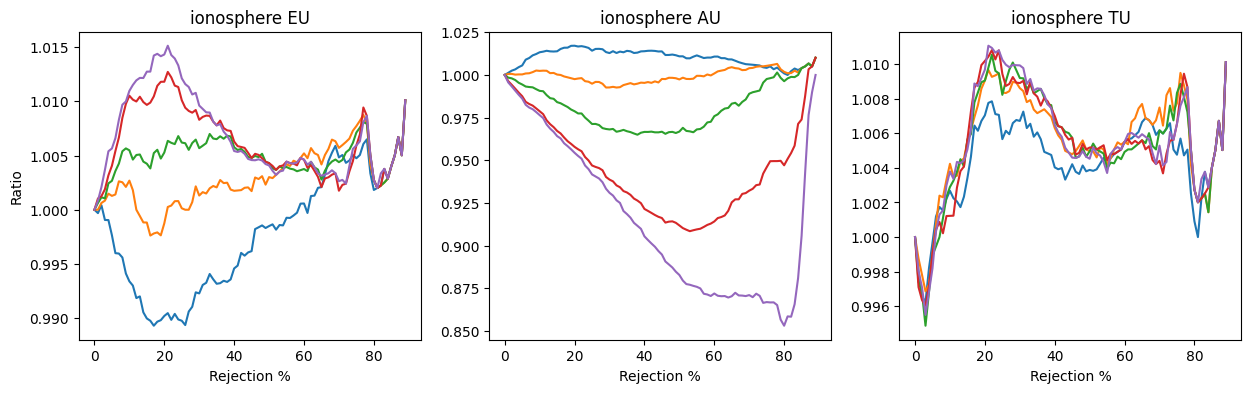 ionosphere EU
Ratio
1.015
1.010
1.005
1.000
0.995
0.990
0 20 40 60 80
Rejection %
ionosphere AU
1.025
1.000
0.975
0.950
0.925
0.900
0.875
0.850
0 20 40 60 80
Rejection %
ionosphere TU
1.010
1.008
1.006
1.004
1.002
1.000
0.998
0.996
0 20 40 60 80
Rejection %